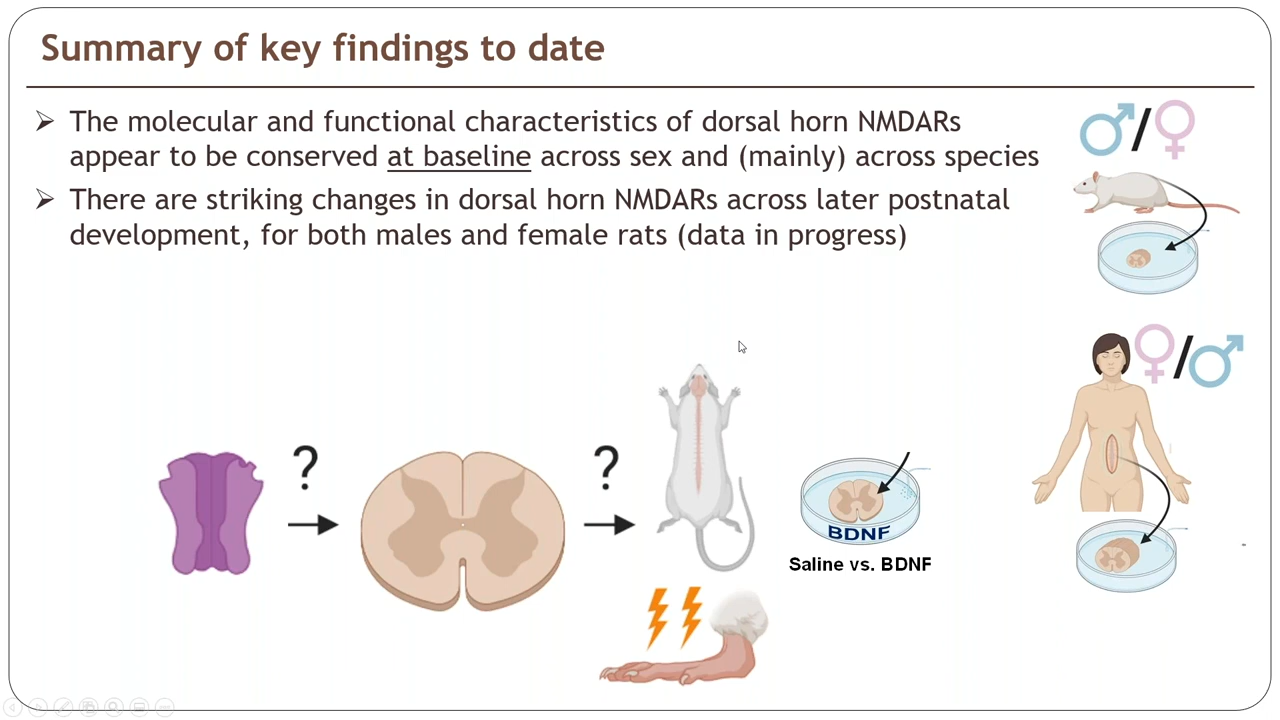 Summary of key findings to date
The molecular and functional characteristics of dorsal horn NMDARs
appear to be conserved at baseline across sex and (mainly) across species
There are striking changes in dorsal horn NMDARs across later postnatal
development, for both males and female rats (data in progress)
?
?
BDNF
Saline vs. BDNF